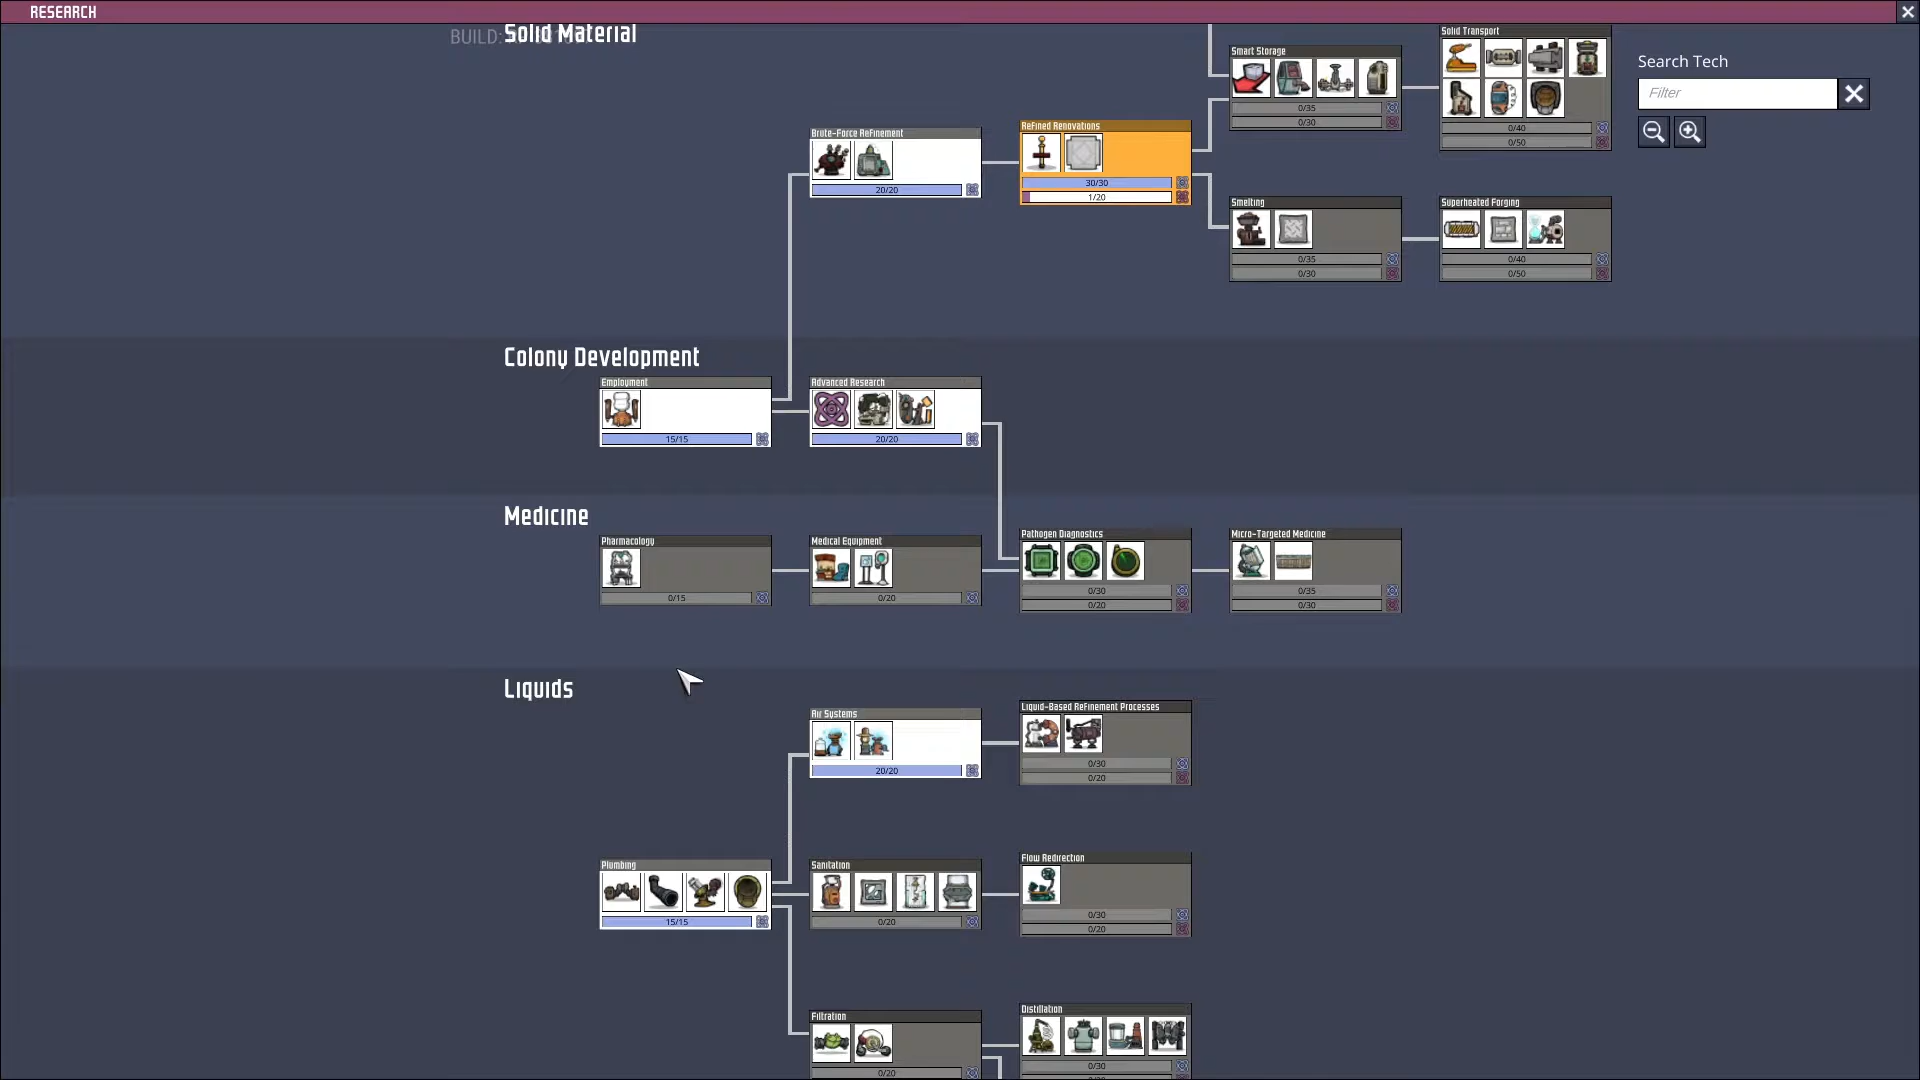 RESEARCH
BUILD:
Solid Material
Solid Transport
Smart Storage
Search Tech
Filter
0/35
0/30
0/40
0/50
Brute-Force Refinement
20/20
Refined Renovations
30/30
1/20
Smelting
0/35
0/30
Superheated Forging
0/40
0/50
Colony Development
Employment
15/15
Advanced Research
20/20
Medicine
Pharmacology
0/15
Medical Equipment
0/20
Pathogen Diagnostics
0/30
0/20
Micro-Targeted Medicine
0/35
0/30
Liquids
Air Systems
20/20
Liquid-Based Refinement Processes
0/30
0/20
Plumbing
15/15
Sanitation
0/20
Flow Redirection
0/30
0/20
Filtration
0/20
Distillation
0/30